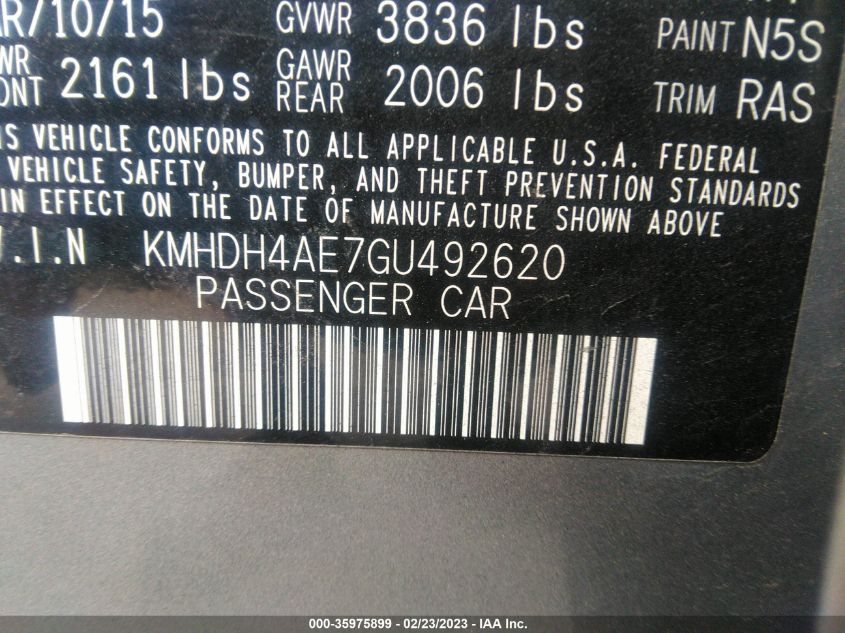 AR/10/15 GVWR 3836 lbs PAINT N5S
WR
ONT 2161 lbs GAWR REAR 2006 lbs TRIM RAS
IS VEHICLE CONFORMS TO ALL APPLICABLE U.S.A. FEDERAL
VEHICLE SAFETY, BUMPER, AND THEFT PREVENTION STANDARDS
IN EFFECT ON THE DATE OF MANUFACTURE SHOWN ABOVE
V.I.N KMHDH4AE7GU492620
PASSENGER CAR
000-35975899 - 02/23/2023 - IAA Inc.